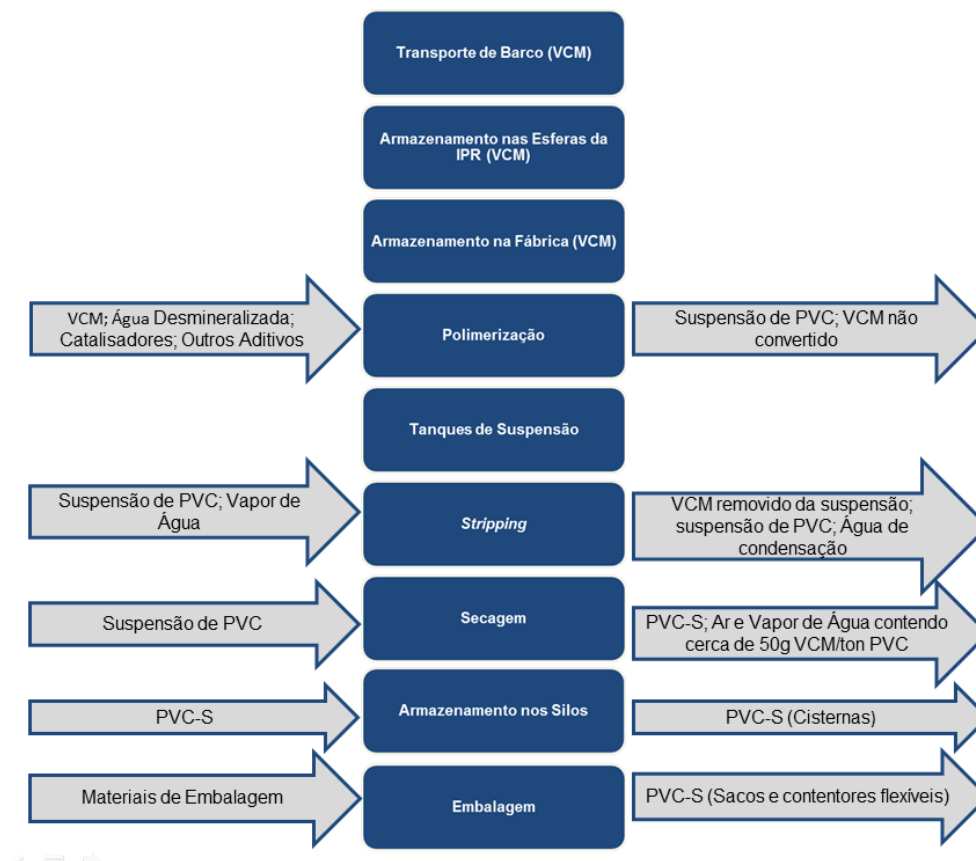 Transporte de Barco (VCM)
Armazenamento nas Esferas da
IPR (VCM)
Armazenamento na Fábrica (VCM)
VCM; Água Desmineralizada;
Catalisadores; Outros Aditivos
Polimerização
Suspensão de PVC; VCM não
convertido
Tanques de Suspensão
Suspensão de PVC; Vapor de
Água
Stripping
VCM removido da suspensão;
suspensão de PVC; Água de
condensação
Suspensão de PVC
Secagem
PVC-S; Ar e Vapor de Água contendo
cerca de 50g VCM/ton PVC
PVC-S
Armazenamento nos Silos
PVC-S (Cisternas)
Materiais de Embalagem
Embalagem
PVC-S (Sacos e contentores flexíveis)